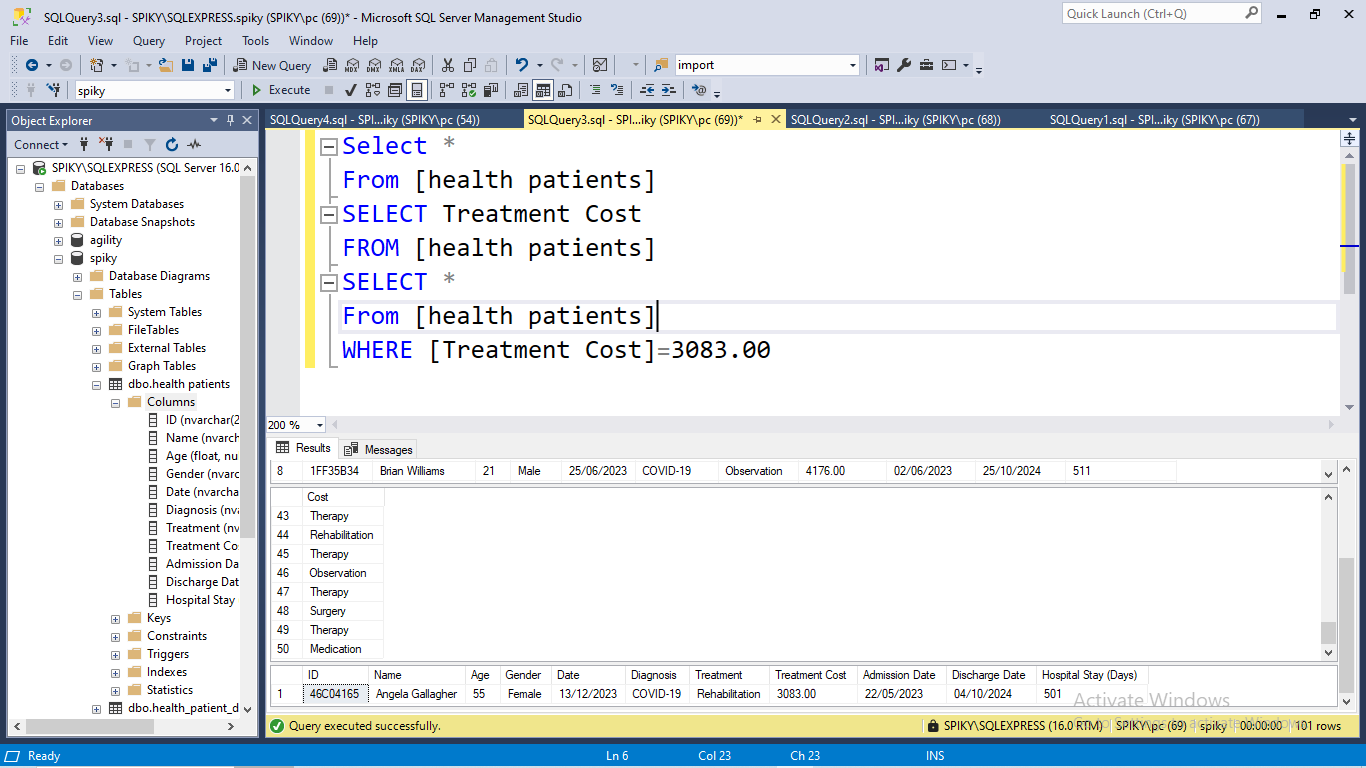 SQLQuery3.sql - SPIKY\SQLEXPRESS.spiky (SPIKY\pc (69))* - Microsoft SQL Server Management Studio
Quick Launch (Ctrl+Q)
File Edit View Query Project Tools Window Help
New Query MDX DMX XMLA DAX import
spiky Execute
Object Explorer
SQLQuery4.sql - SPI...iky (SPIKY\pc (54)) SQLQuery3.sql - SPI...iky (SPIKY\pc (69))* SQLQuery2.sql - SPI...iky (SPIKY\pc (68)) SQLQuery1.sql - SPI...iky (SPIKY\pc (67))
Connect
SPIKY\SQLEXPRESS (SQL Server 16.0
Databases
System Databases
Database Snapshots
agility
spiky
Database Diagrams
Tables
System Tables
FileTables
External Tables
Graph Tables
dbo.health patients
Columns
ID (nvarchar(2
Name (nvarch
Age (float, nu
Gender (nvarc
Date (nvarcha
Diagnosis (nva
Treatment (nv
Treatment Co
Admission Da
Discharge Dat
Hospital Stay
Keys
Constraints
Triggers
Indexes
Statistics
dbo.health_patient_d
Select *
From [health patients]
SELECT Treatment Cost
FROM [health patients]
SELECT *
From [health patients]
WHERE [Treatment Cost]=3083.00
200 %
Results Messages
8 1FF35B34 Brian Williams 21 Male 25/06/2023 COVID-19 Observation 4176.00 02/06/2023 25/10/2024 511
Cost
43 Therapy
44 Rehabilitation
45 Therapy
46 Observation
47 Therapy
48 Surgery
49 Therapy
50 Medication
ID Name Age Gender Date Diagnosis Treatment Treatment Cost Admission Date Discharge Date Hospital Stay (Days)
1 46C04165 Angela Gallagher 55 Female 13/12/2023 COVID-19 Rehabilitation 3083.00 22/05/2023 04/10/2024 501
Activate Windows
Go to Settings to activate Windows.
Query executed successfully. SPIKY\SQLEXPRESS (16.0 RTM) SPIKY\pc (69) spiky 00:00:00 101 rows
Ready Ln 6 Col 23 Ch 23 INS